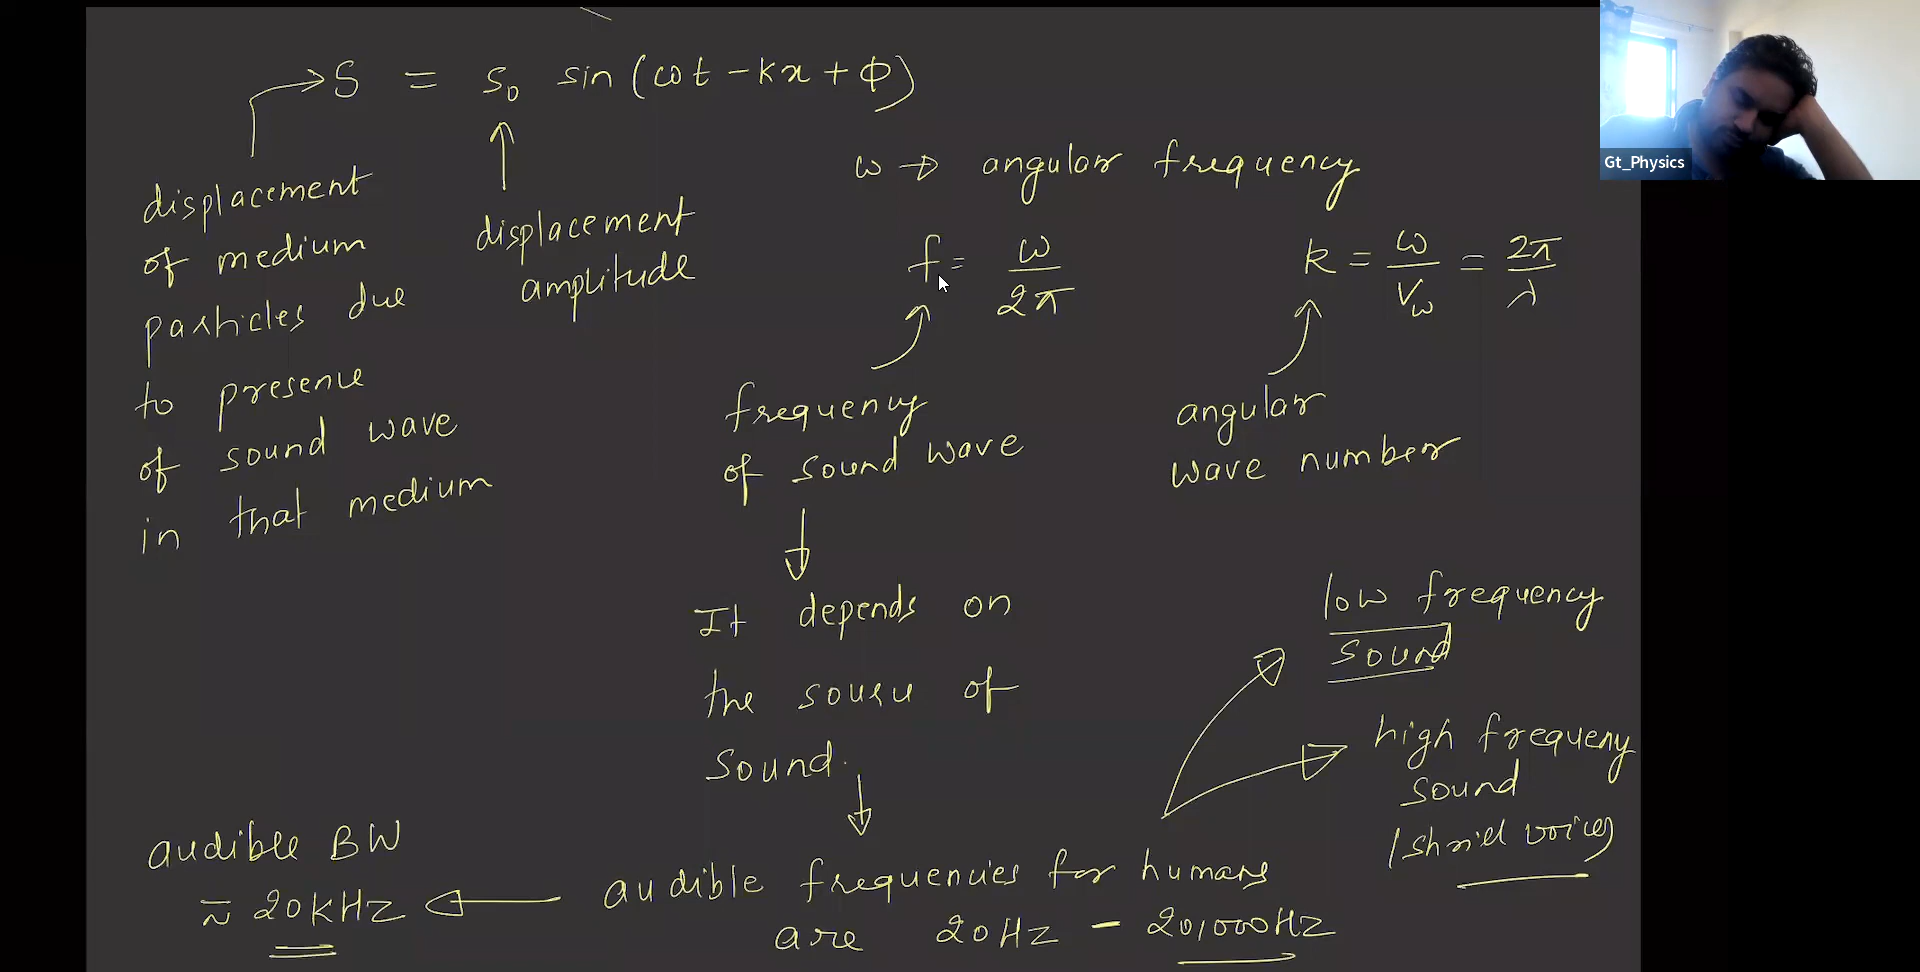 S = s₀ sin(ωt - kx + Φ)
displacement
of medium
particles due
to presence
of sound wave
in that medium
displacement
amplitude
ω → angular frequency
f = ω/2π
k = ω/Vω = 2π/λ
frequency
of sound wave
angular
wave number
It depends on
the source of
sound.
low frequency
sound
high frequency
sound
(shrill voices)
audible frequencies for humans
are 20Hz - 20,000Hz
audible BW
≈ 20KHz
Gt_Physics